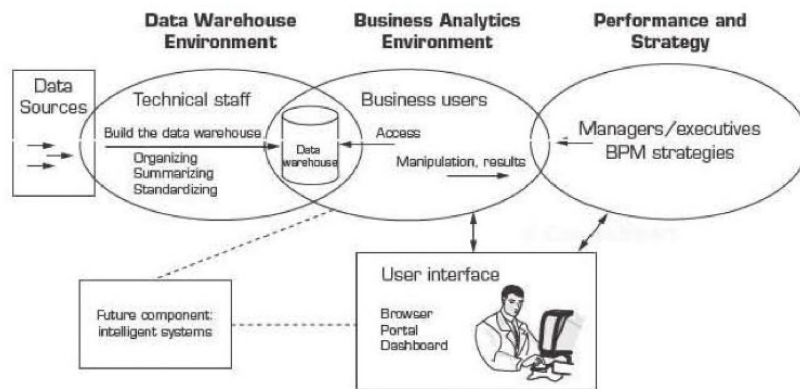 Data Warehouse
Environment
Business Analytics
Environment
Performance and
Strategy
Data
Sources
Technical staff
Build the data warehouse
Organizing
Summarizing
Standardizing
Data
warehouse
Business users
Access
Manipulation, results
Managers/executives
BPM strategies
Future component:
intelligent systems
User interface
Browser
Portal
Dashboard